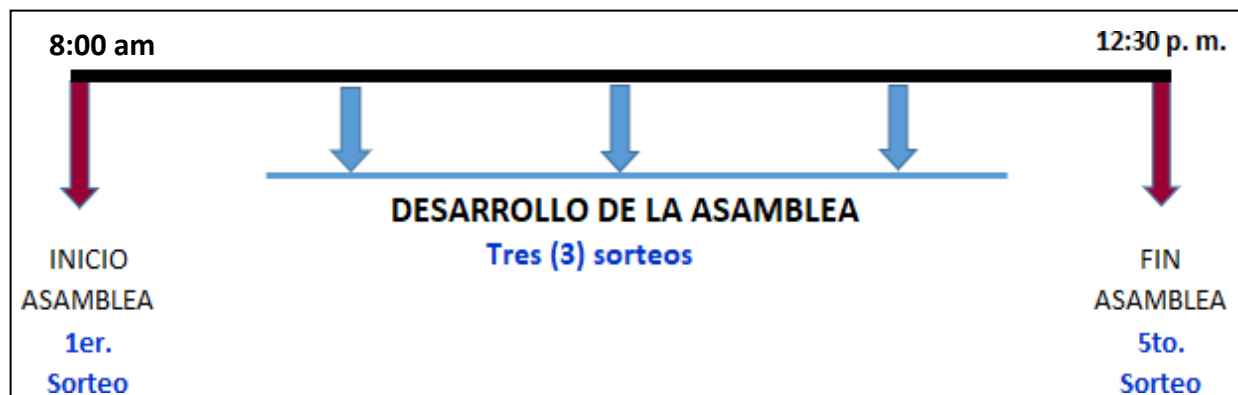 8:00 am
12:30 p. m.
DESARROLLO DE LA ASAMBLEA
Tres (3) sorteos
INICIO
ASAMBLEA
1er.
Sorteo
FIN
ASAMBLEA
5to.
Sorteo